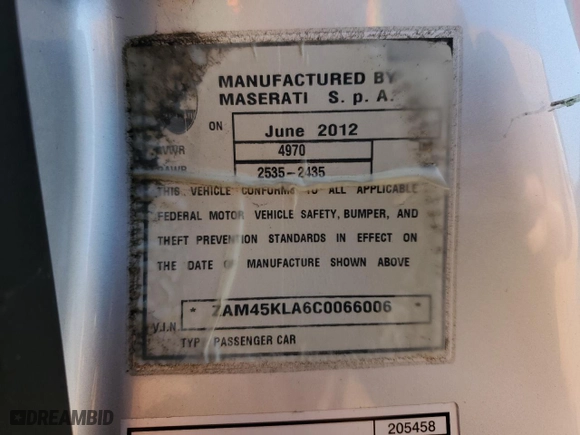 MANUFACTURED BY
MASERATI S. p. A.
ON June 2012
GVWR 4970
GAWR 2535-2435
THIS VEHICLE CONFORMS TO ALL APPLICABLE
FEDERAL MOTOR VEHICLE SAFETY, BUMPER, AND
THEFT PREVENTION STANDARDS IN EFFECT ON
THE DATE OF MANUFACTURE SHOWN ABOVE
* ZAM45KLA6C0066006 *
V.I.N
TYPE PASSENGER CAR
205458
DREAMBID